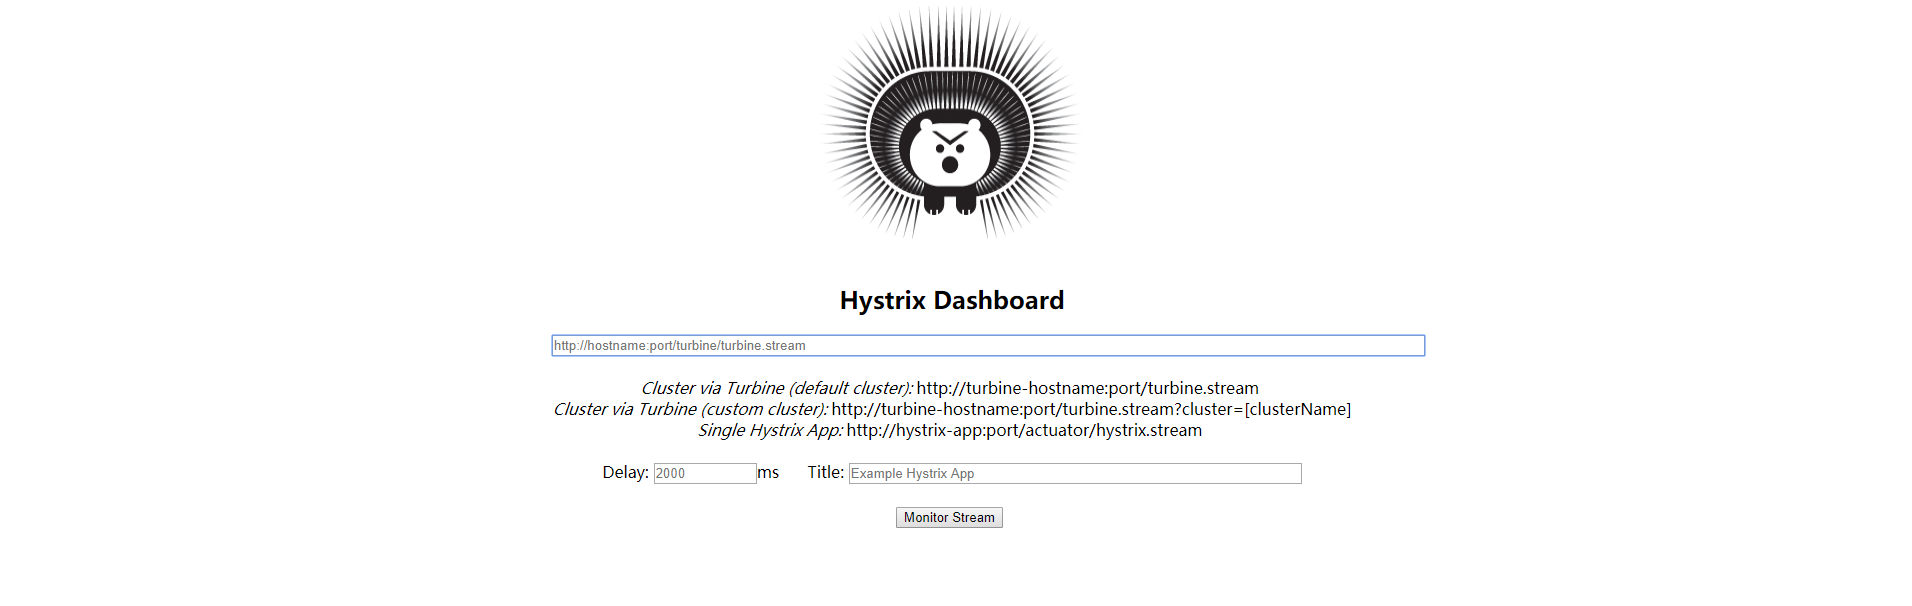 Hystrix Dashboard
http://hostname:port/turbine/turbine.stream
Cluster via Turbine (default cluster): http://turbine-hostname:port/turbine.stream
Cluster via Turbine (custom cluster): http://turbine-hostname:port/turbine.stream?cluster=[clusterName]
Single Hystrix App: http://hystrix-app:port/actuator/hystrix.stream
Delay: 2000 ms Title: Example Hystrix App
Monitor Stream